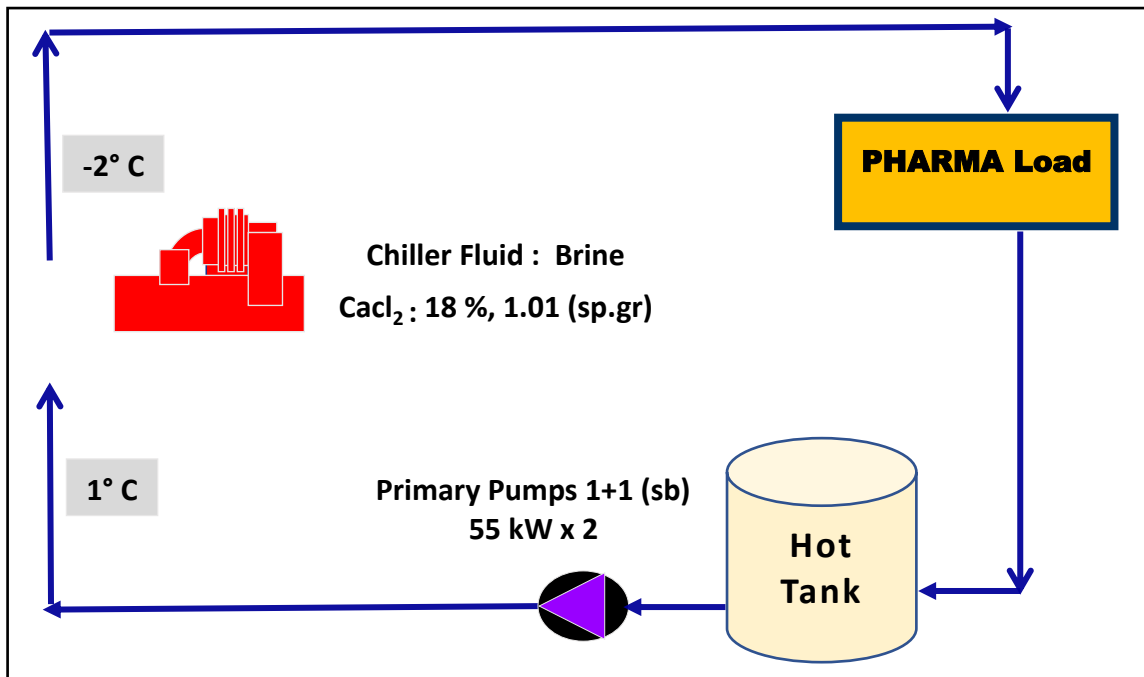 -2° C
PHARMA Load
Chiller Fluid :  Brine
Cacl₂ : 18 %, 1.01 (sp.gr)
1° C
Primary Pumps 1+1 (sb)
55 kW x 2
Hot
Tank